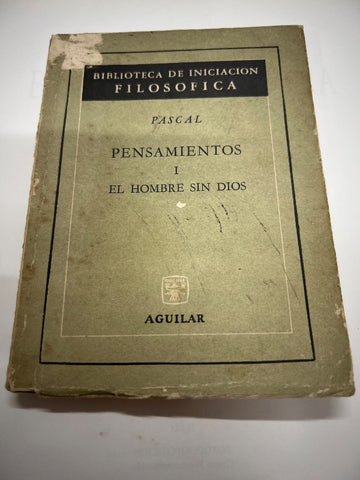 BIBLIOTECA DE INICIACION
FILOSOFICA
PASCAL
PENSAMIENTOS
I
EL HOMBRE SIN DIOS
AGUILAR